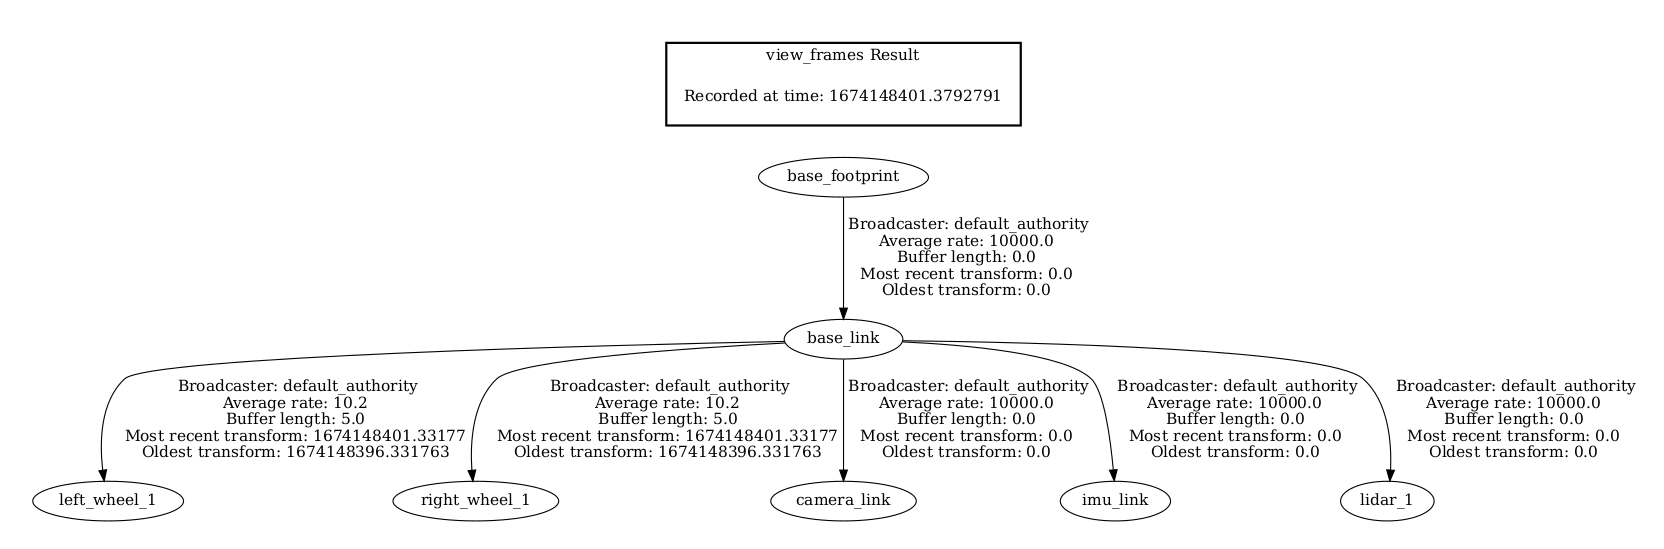 view_frames Result
Recorded at time: 1674148401.3792791
base_footprint
Broadcaster: default_authority
Average rate: 10000.0
Buffer length: 0.0
Most recent transform: 0.0
Oldest transform: 0.0
base_link
Broadcaster: default_authority
Average rate: 10.2
Buffer length: 5.0
Most recent transform: 1674148401.33177
Oldest transform: 1674148396.331763
Broadcaster: default_authority
Average rate: 10.2
Buffer length: 5.0
Most recent transform: 1674148401.33177
Oldest transform: 1674148396.331763
Broadcaster: default_authority
Average rate: 10000.0
Buffer length: 0.0
Most recent transform: 0.0
Oldest transform: 0.0
Broadcaster: default_authority
Average rate: 10000.0
Buffer length: 0.0
Most recent transform: 0.0
Oldest transform: 0.0
Broadcaster: default_authority
Average rate: 10000.0
Buffer length: 0.0
Most recent transform: 0.0
Oldest transform: 0.0
left_wheel_1
right_wheel_1
camera_link
imu_link
lidar_1